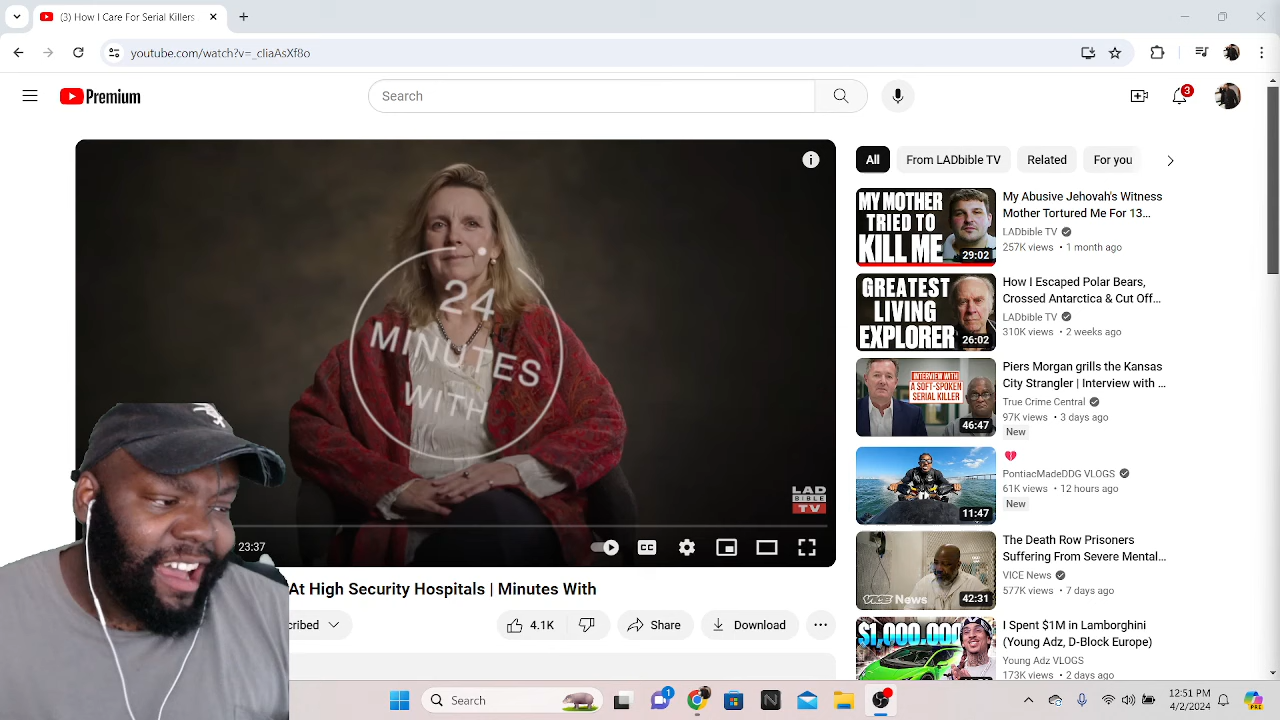 (3) How I Care For Serial Killers
youtube.com/watch?v=_cliaAsXf8o
Premium
Search
3
24
MINUTES
WITH
LAD
BIBLE
TV
23:37
At High Security Hospitals | Minutes With
cribed
4.1K
Share
Download
All
From LADbible TV
Related
For you
MY MOTHER
TRIED TO
KILL ME
29:02
My Abusive Jehovah's Witness
Mother Tortured Me For 13...
LADbible TV
257K views • 1 month ago
GREATEST
LIVING
EXPLORER
26:02
How I Escaped Polar Bears,
Crossed Antarctica & Cut Off...
LADbible TV
310K views • 2 weeks ago
INTERVIEW WITH
A SOFT-SPOKEN
SERIAL KILLER
46:47
Piers Morgan grills the Kansas
City Strangler | Interview with ...
True Crime Central
97K views • 3 days ago
New
11:47
PontiacMadeDDG VLOGS
61K views • 12 hours ago
New
VICE News
42:31
The Death Row Prisoners
Suffering From Severe Mental...
VICE News
577K views • 7 days ago
$1,000,000
I Spent $1M in Lamborghini
(Young Adz, D-Block Europe)
Young Adz VLOGS
173K views • 2 days ago
Search
1
12:51 PM
4/2/2024